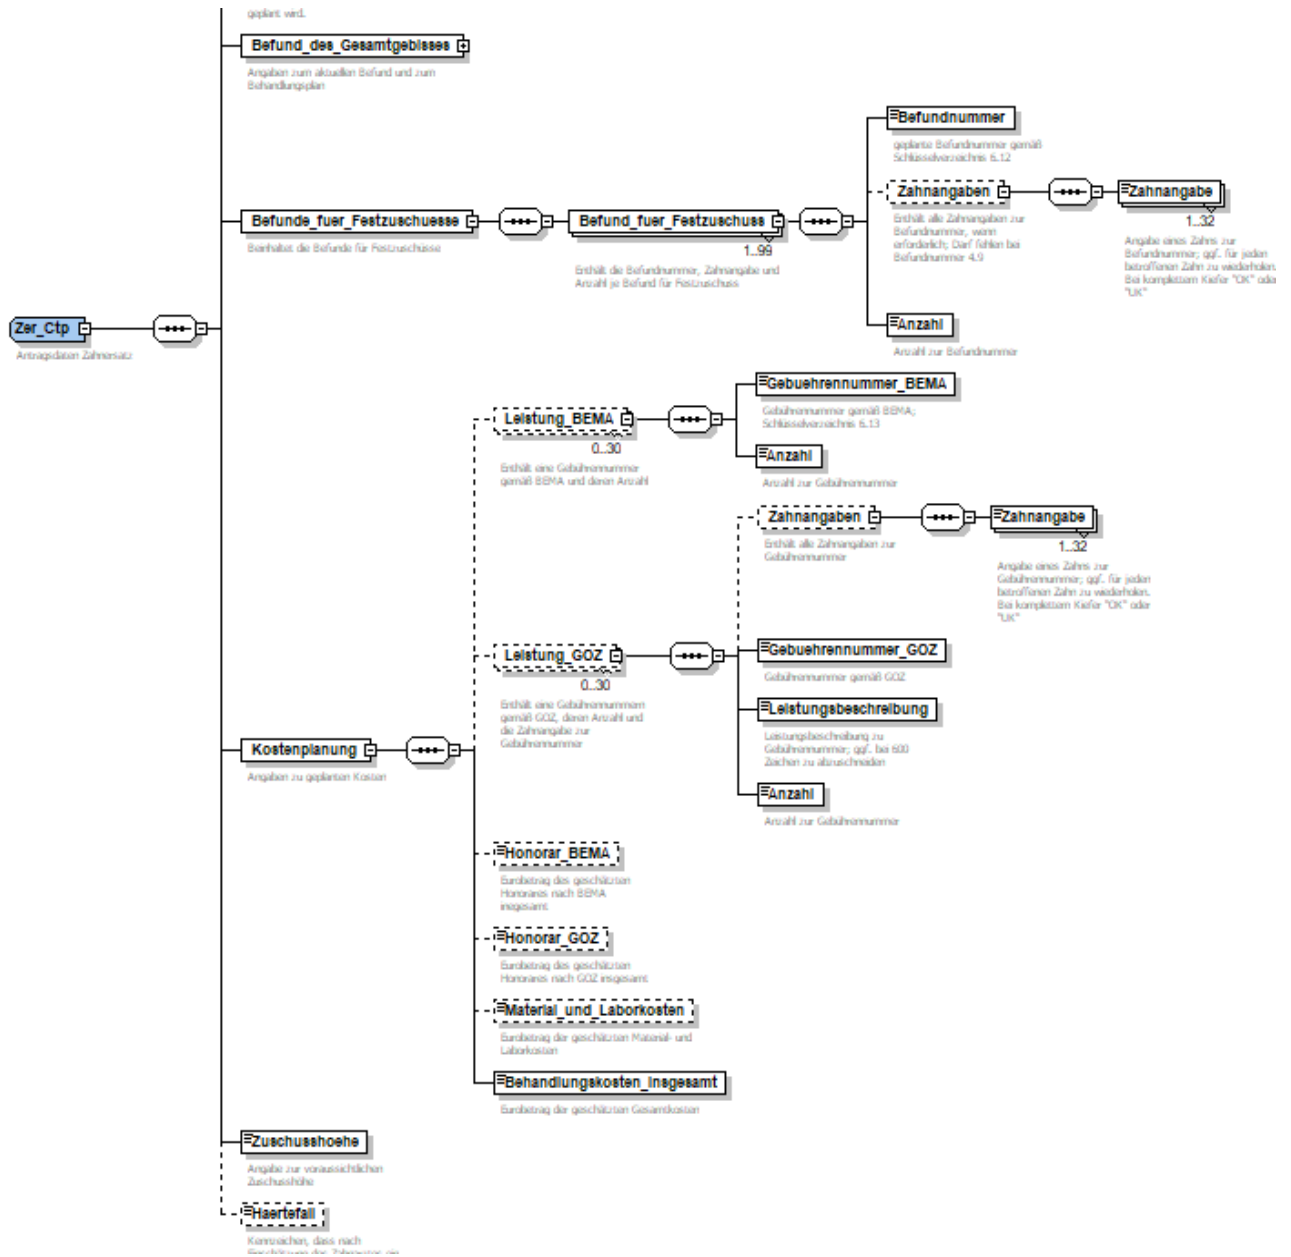 geplant wird.
Befund_des_Gesamtgebisses
Angaben zum aktuellen Befund und zum
Behandlungsplan
Befundnummer
geplante Befundnummer gemäß
Schlüsselverzeichnis 6.12
Zahnangaben
Zahnangabe
1..32
Enthält alle Zahnangaben zur
Befundnummer, wenn
erforderlich; Darf fehlen bei
Befundnummer 4.9
Angabe eines Zahns zur
Befundnummer; ggf. für jeden
betroffenen Zahn zu wiederholen.
Bei komplettem Kiefer "OK" oder
"UK"
Befunde_fuer_Festzuschuesse
Befund_fuer_Festzuschuss
1..99
Beinhaltet die Befunde für Festzuschüsse
Enthält die Befundnummer, Zahnangabe und
Anzahl je Befund für Festzuschuss
Anzahl
Anzahl zur Befundnummer
Zer_Ctp
Antragsdaten Zahnersatz
Leistung_BEMA
0..30
Enthält eine Gebührennummer
gemäß BEMA und deren Anzahl
Gebuehrennummer_BEMA
Gebührennummer gemäß BEMA;
Schlüsselverzeichnis 6.13
Anzahl
Anzahl zur Gebührennummer
Zahnangaben
Enthält alle Zahnangaben zur
Gebührennummer
Zahnangabe
1..32
Angabe eines Zahns zur
Gebührennummer; ggf. für jeden
betroffenen Zahn zu wiederholen.
Bei komplettem Kiefer "OK" oder
"UK"
Leistung_GOZ
0..30
Enthält eine Gebührennummern
gemäß GOZ, deren Anzahl und
die Zahnangabe zur
Gebührennummer
Gebuehrennummer_GOZ
Gebührennummer gemäß GOZ
Leistungsbeschreibung
Leistungsbeschreibung zu
Gebührennummer; ggf. bei 600
Zeichen zu abzuschneiden
Anzahl
Anzahl zur Gebührennummer
Kostenplanung
Angaben zu geplanten Kosten
Honorar_BEMA
Eurobetrag des geschätzten
Honorares nach BEMA
insgesamt
Honorar_GOZ
Eurobetrag des geschätzten
Honorares nach GOZ insgesamt
Material_und_Laborkosten
Eurobetrag der geschätzten Material- und
Laborkosten
Behandlungskosten_insgesamt
Eurobetrag der geschätzten Gesamtkosten
Zuschusshoehe
Angabe zur voraussichtlichen
Zuschusshöhe
Haertefall
Kennzeichen, dass nach
Einschätzung des Zahnarztes ein